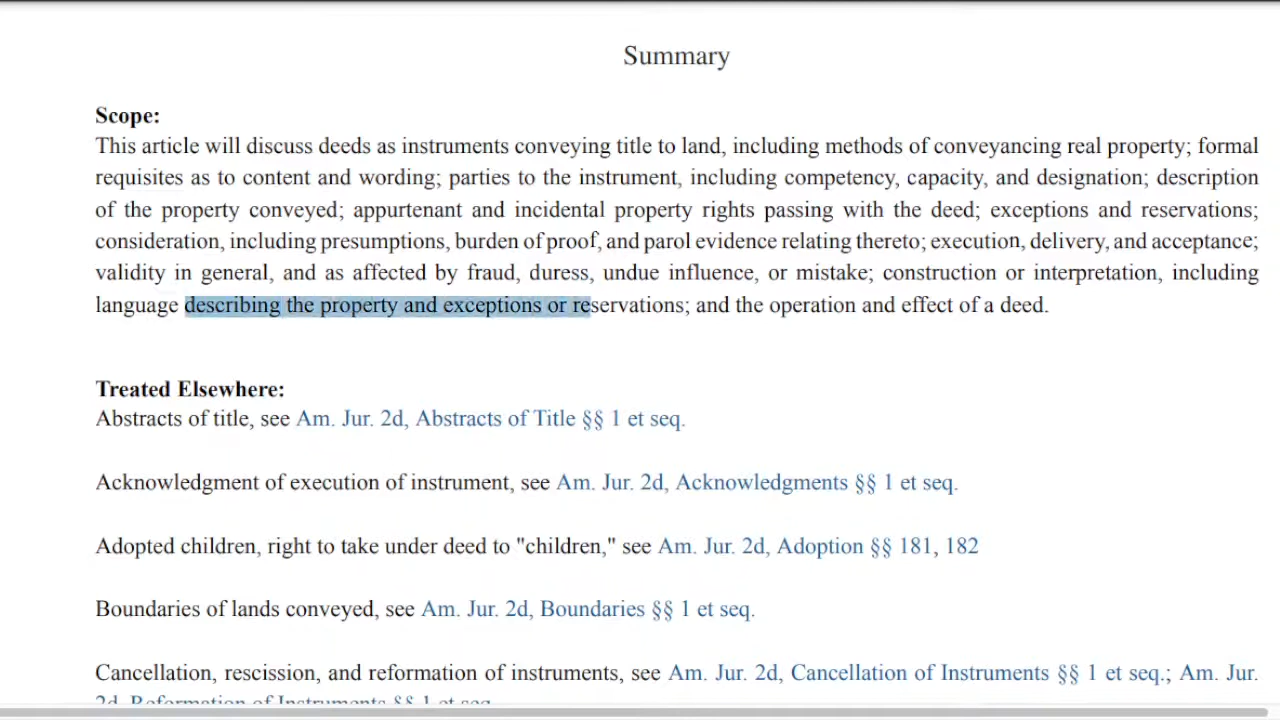 Summary
Scope:
This article will discuss deeds as instruments conveying title to land, including methods of conveyancing real property; formal
requisites as to content and wording; parties to the instrument, including competency, capacity, and designation; description
of the property conveyed; appurtenant and incidental property rights passing with the deed; exceptions and reservations;
consideration, including presumptions, burden of proof, and parol evidence relating thereto; execution, delivery, and acceptance;
validity in general, and as affected by fraud, duress, undue influence, or mistake; construction or interpretation, including
language describing the property and exceptions or reservations; and the operation and effect of a deed.
Treated Elsewhere:
Abstracts of title, see Am. Jur. 2d, Abstracts of Title §§ 1 et seq.
Acknowledgment of execution of instrument, see Am. Jur. 2d, Acknowledgments §§ 1 et seq.
Adopted children, right to take under deed to "children," see Am. Jur. 2d, Adoption §§ 181, 182
Boundaries of lands conveyed, see Am. Jur. 2d, Boundaries §§ 1 et seq.
Cancellation, rescission, and reformation of instruments, see Am. Jur. 2d, Cancellation of Instruments §§ 1 et seq.; Am. Jur.
2d, Reformation of Instruments §§ 1 et seq.